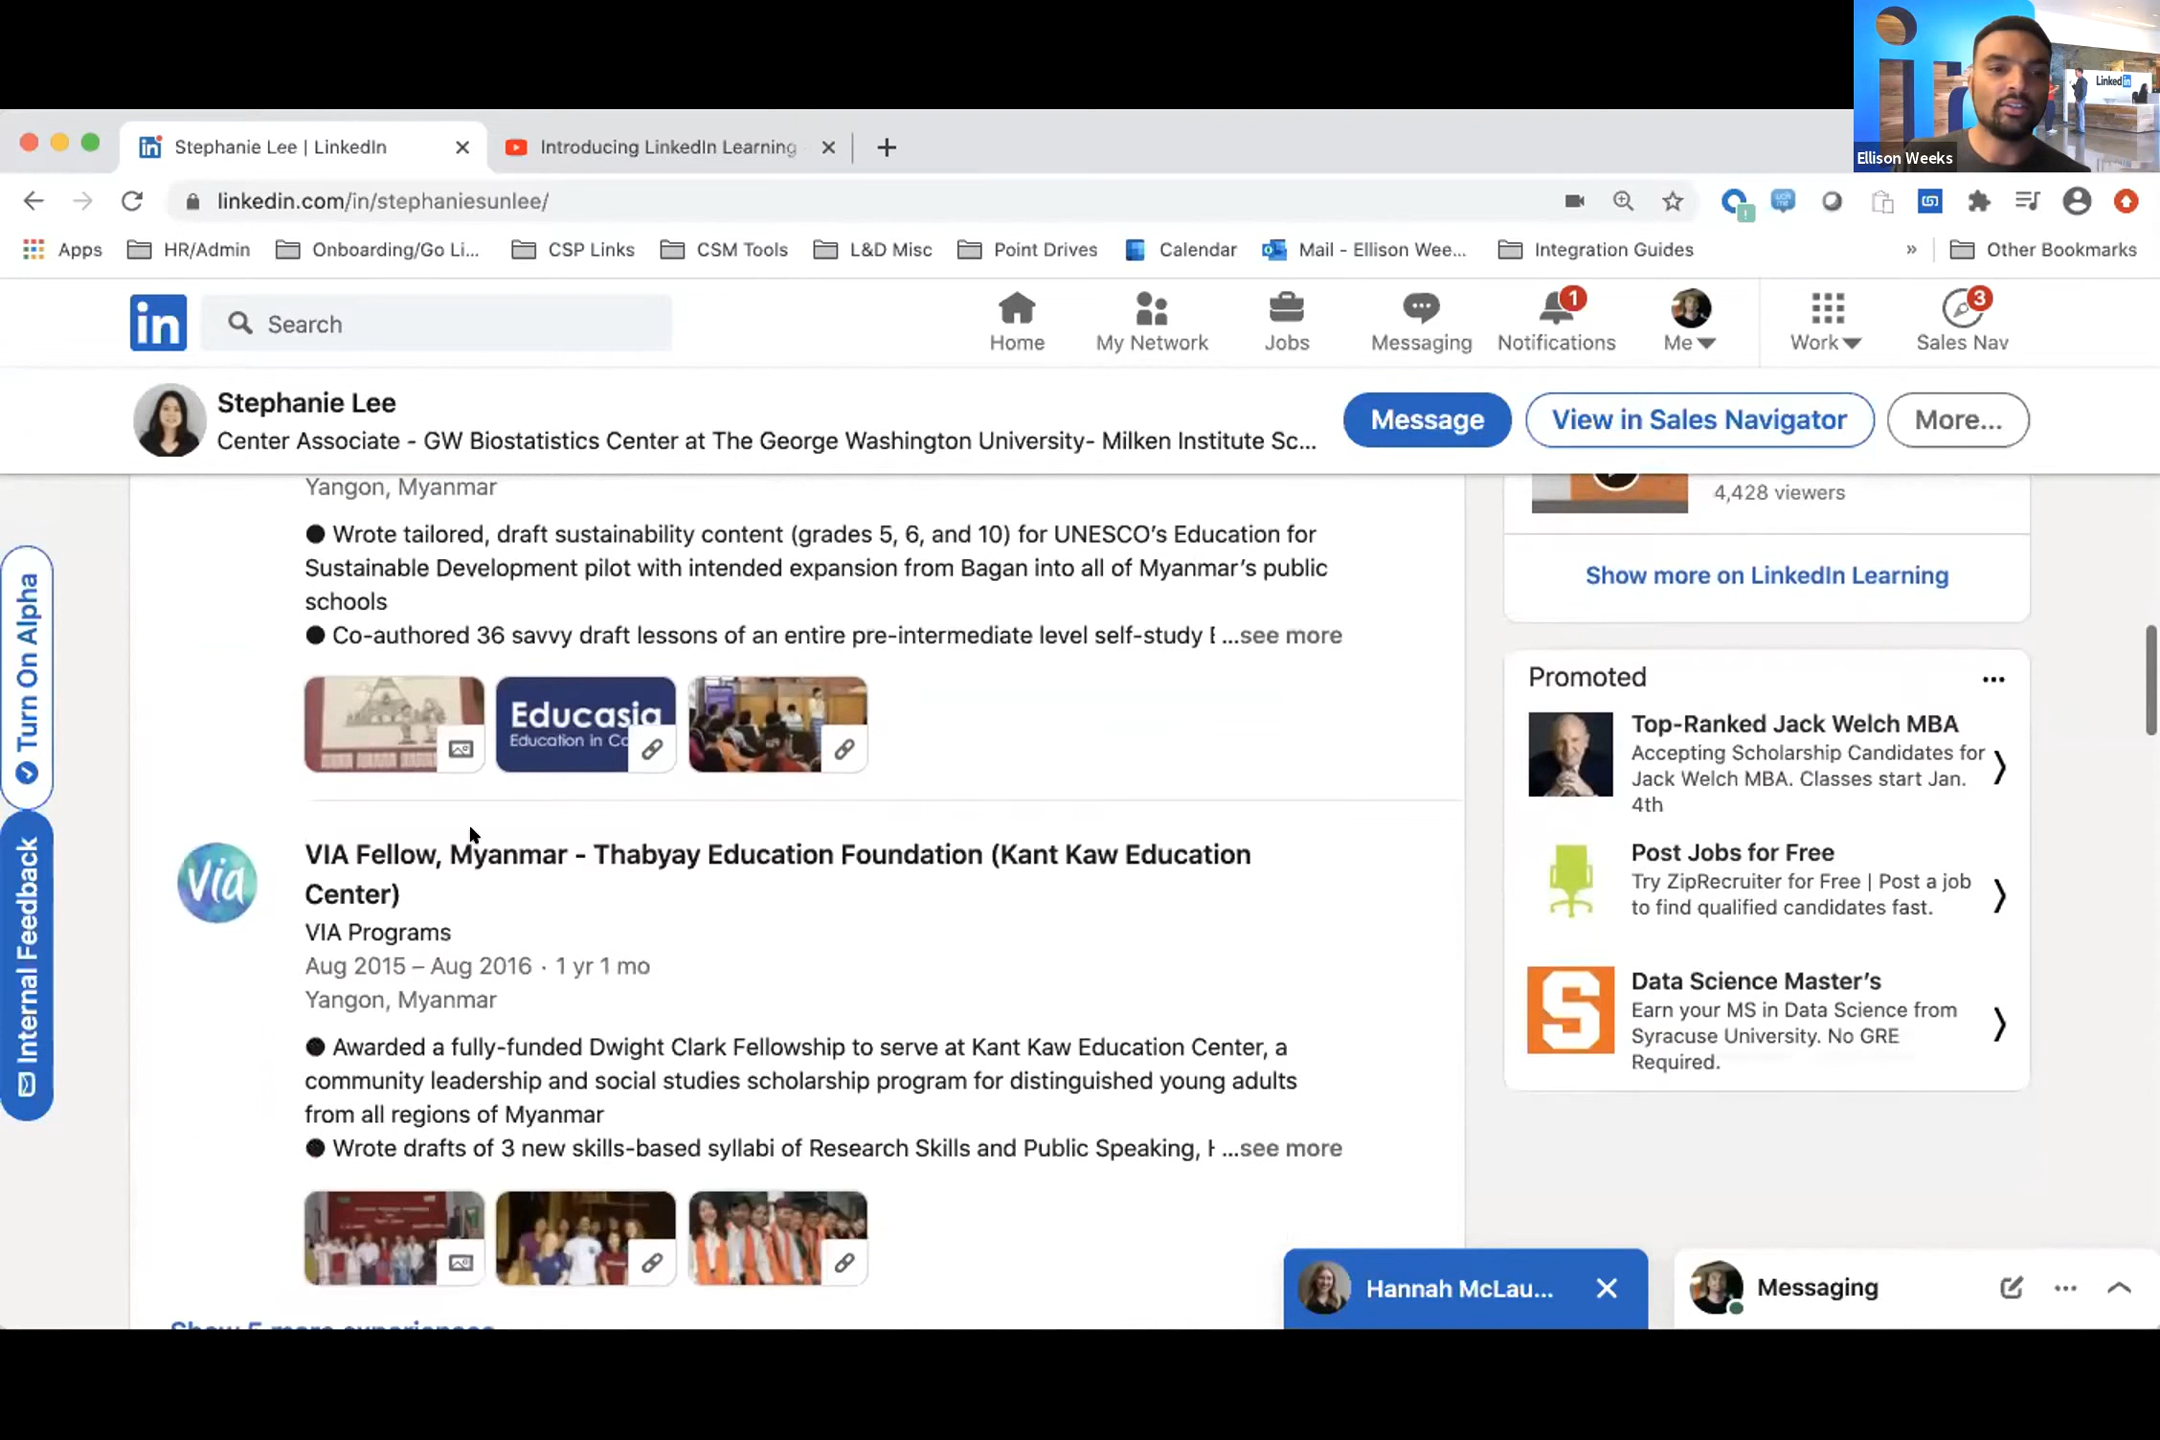 Linkedin
Ellison Weeks
Stephanie Lee | LinkedIn
Introducing LinkedIn Learning
linkedin.com/in/stephaniesunlee/
Apps
HR/Admin
Onboarding/Go Li...
CSP Links
CSM Tools
L&D Misc
Point Drives
Calendar
Mail - Ellison Wee...
Integration Guides
»
Other Bookmarks
in
Search
Home
My Network
Jobs
Messaging
1
Notifications
Me
Work
3
Sales Nav
Stephanie Lee
Center Associate - GW Biostatistics Center at The George Washington University- Milken Institute Sc...
Message
View in Sales Navigator
More...
Turn On Alpha
Internal Feedback
Yangon, Myanmar
● Wrote tailored, draft sustainability content (grades 5, 6, and 10) for UNESCO’s Education for
Sustainable Development pilot with intended expansion from Bagan into all of Myanmar’s public
schools
● Co-authored 36 savvy draft lessons of an entire pre-intermediate level self-study ...see more
Educasia
Education in Co
via
VIA Fellow, Myanmar - Thabyay Education Foundation (Kant Kaw Education
Center)
VIA Programs
Aug 2015 – Aug 2016 · 1 yr 1 mo
Yangon, Myanmar
● Awarded a fully-funded Dwight Clark Fellowship to serve at Kant Kaw Education Center, a
community leadership and social studies scholarship program for distinguished young adults
from all regions of Myanmar
● Wrote drafts of 3 new skills-based syllabi of Research Skills and Public Speaking, ...see more
Show 5 more experiences
4,428 viewers
Show more on LinkedIn Learning
Promoted
Top-Ranked Jack Welch MBA
Accepting Scholarship Candidates for
Jack Welch MBA. Classes start Jan.
4th
Post Jobs for Free
Try ZipRecruiter for Free | Post a job
to find qualified candidates fast.
S
Data Science Master’s
Earn your MS in Data Science from
Syracuse University. No GRE
Required.
Hannah McLau...
Messaging